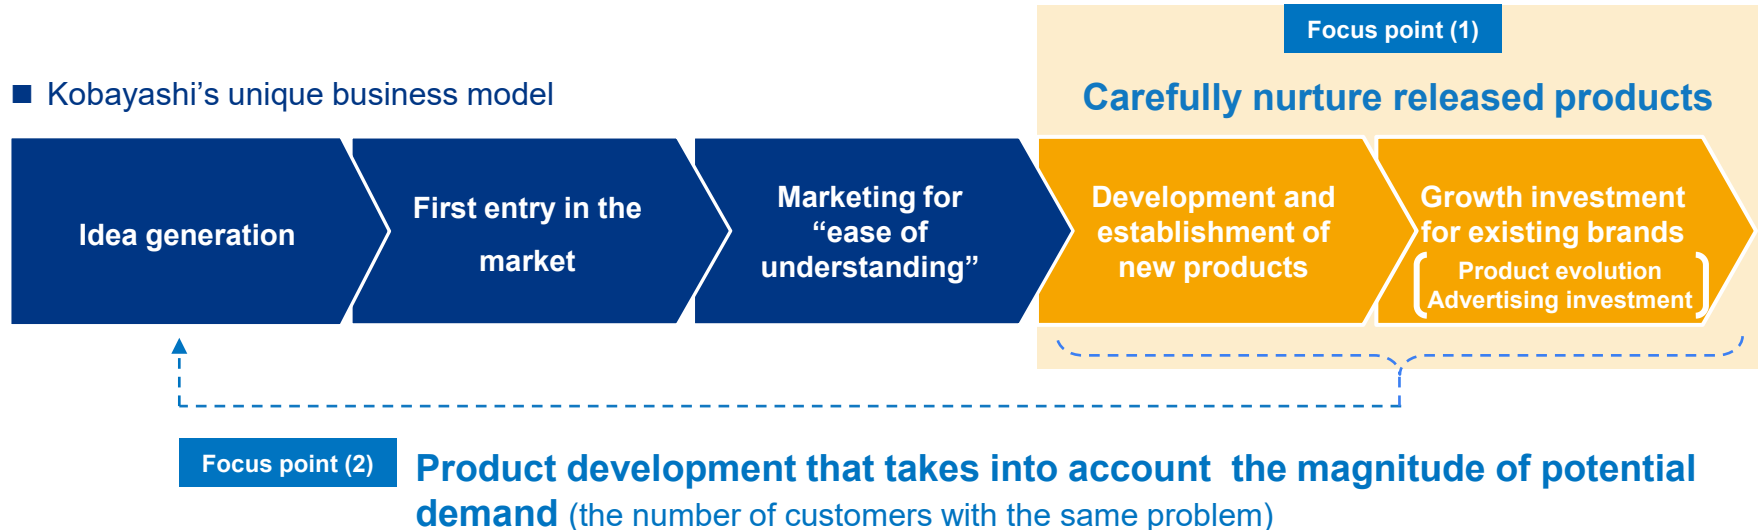 Focus point (1)
■ Kobayashi's unique business model
Carefully nurture released products
Idea generation
First entry in the
market
Marketing for
“ease of
understanding”
Development and
establishment of
new products
Growth investment
for existing brands
Product evolution
Advertising investment
Focus point (2)
Product development that takes into account the magnitude of potential
demand (the number of customers with the same problem)